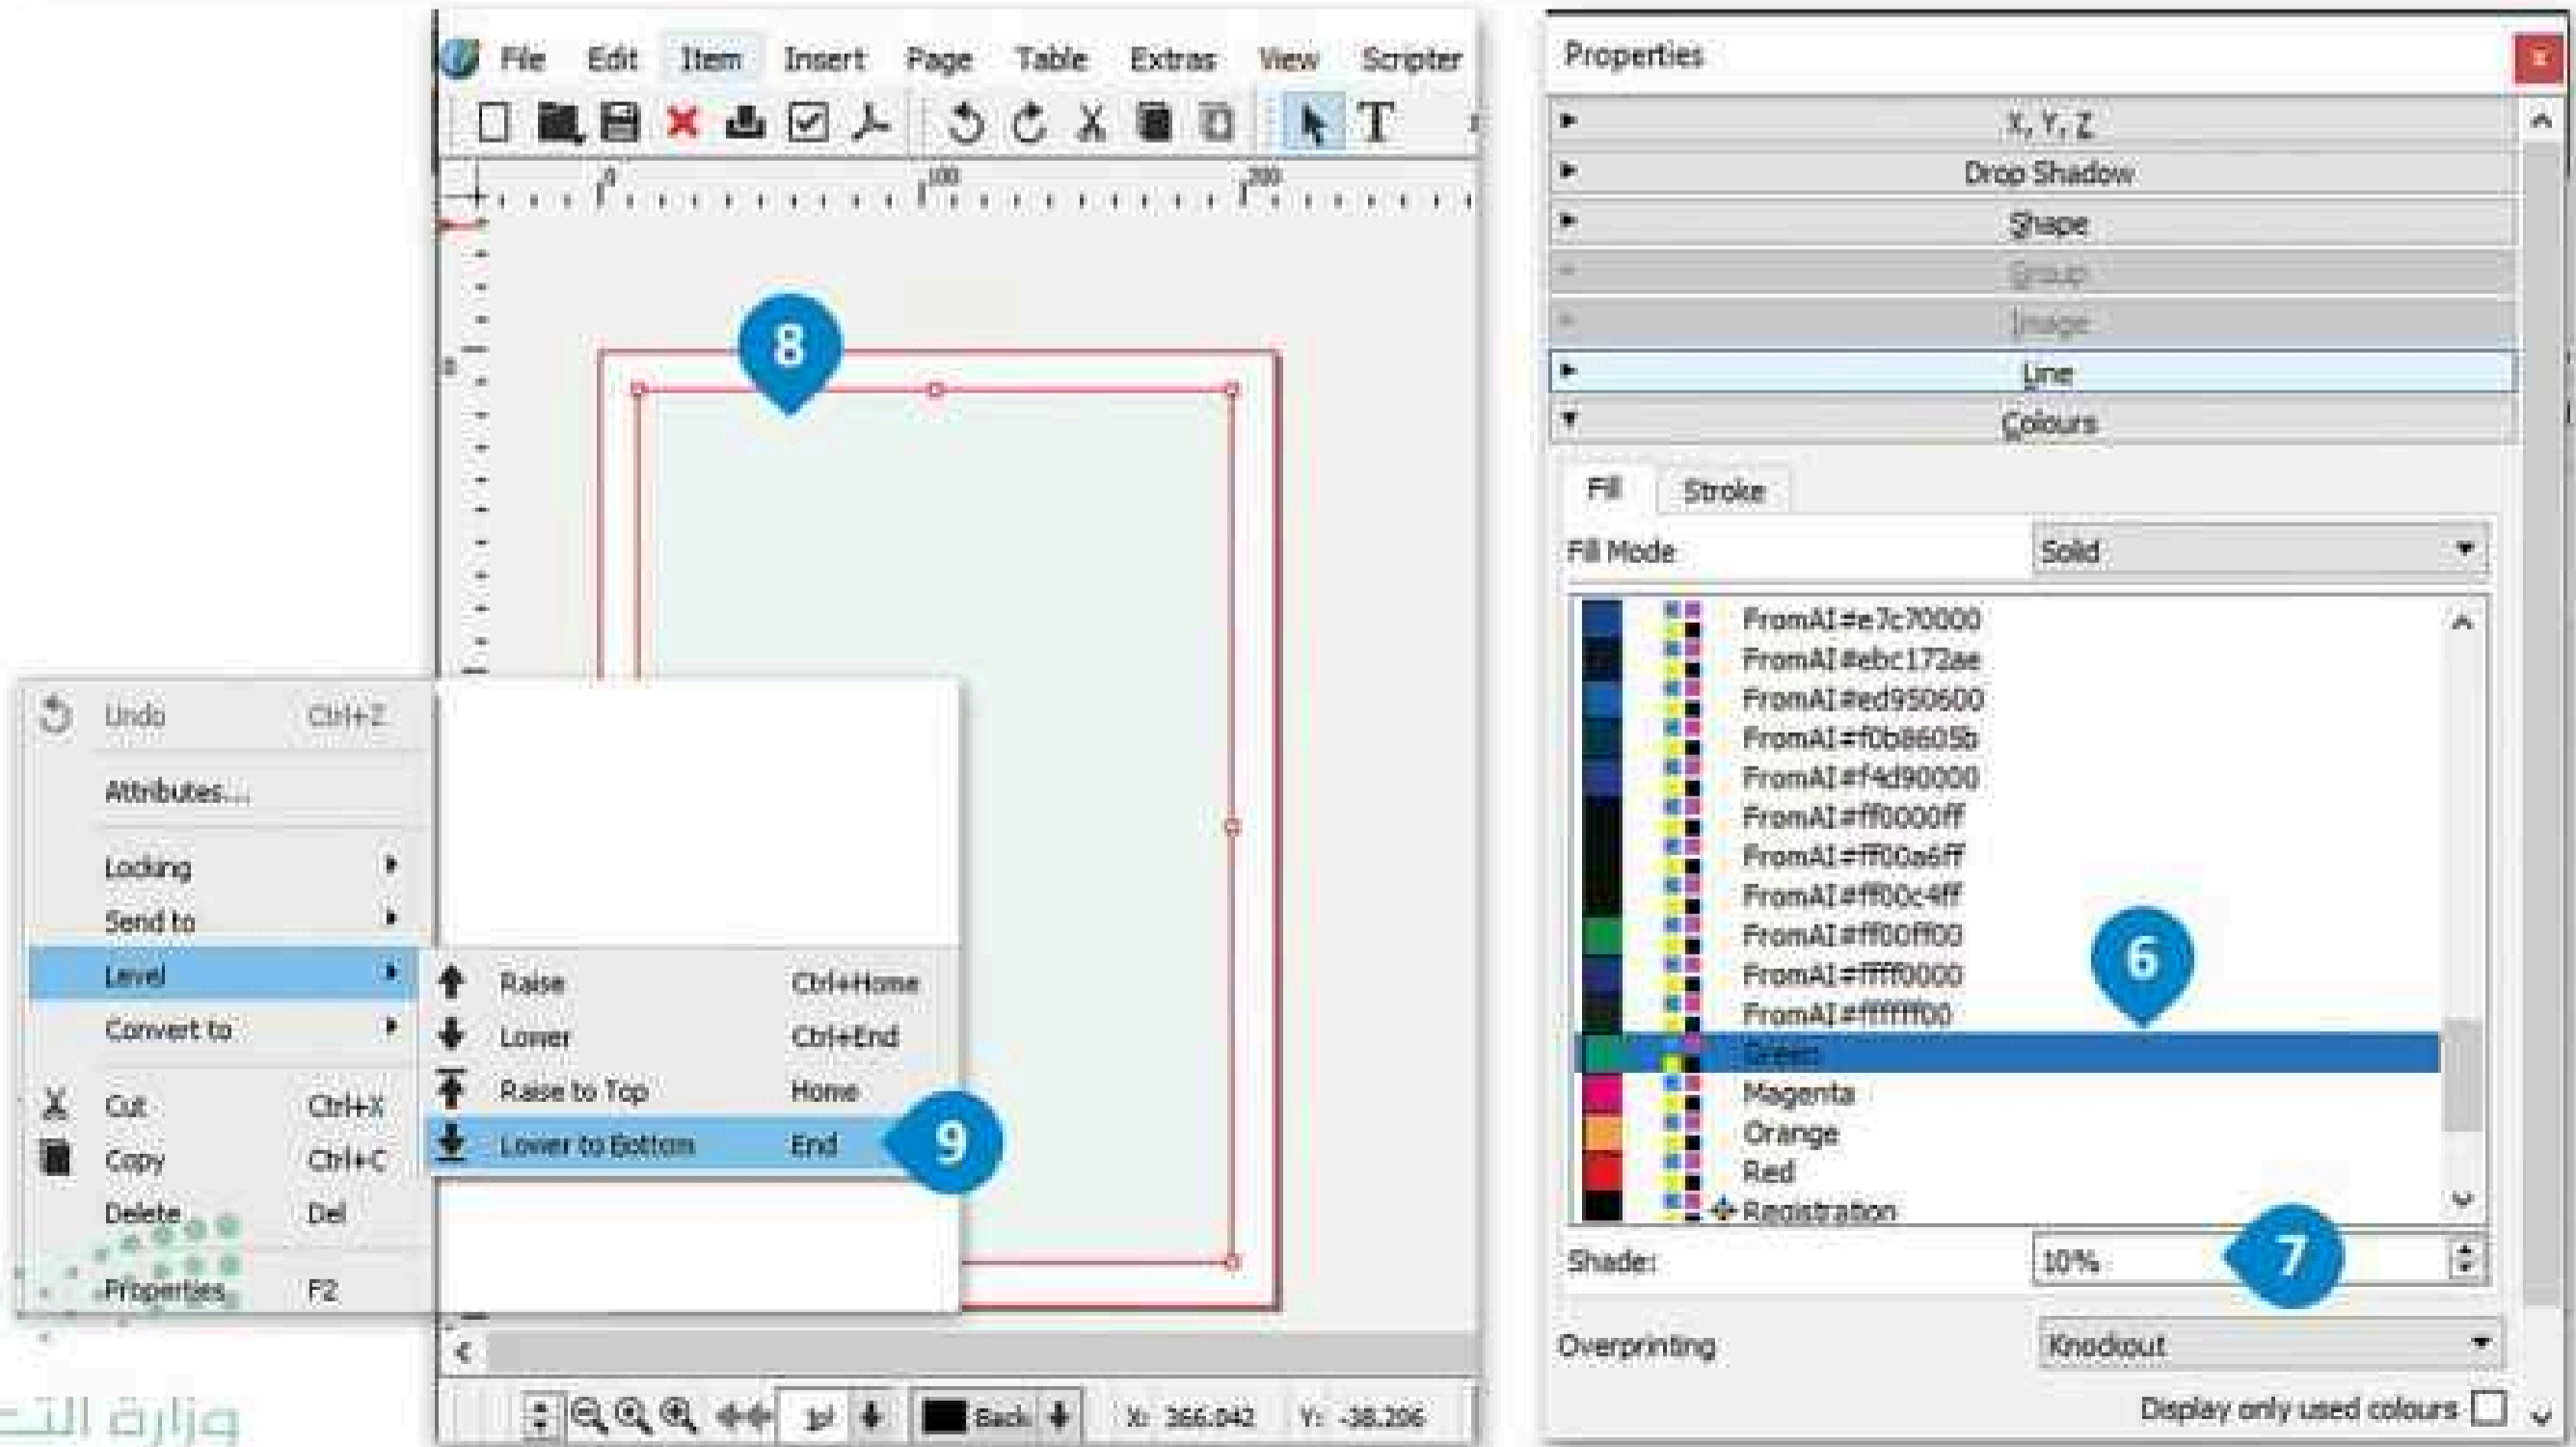 File Edit Item Insert Page Table Extras View Scripter
T
0 100 200
8
0
Undo Ctrl+Z
Attributes...
Locking
Send to
Level
Convert to
Cut Ctrl+X
Copy Ctrl+C
Delete Del
Properties F2
Raise Ctrl+Home
Lower Ctrl+End
Raise to Top Home
Lower to Bottom End
9
Back
X: 366.042 Y: -38.206
وزارة التـ
Properties
X, Y, Z
Drop Shadow
Shape
Group
Image
Line
Colours
Fill Stroke
Fill Mode Solid
FromAI#e7c70000
FromAI#ebc172ae
FromAI#ed950600
FromAI#f0b8605b
FromAI#f4d90000
FromAI#ff0000ff
FromAI#ff00a6ff
FromAI#ff00c4ff
FromAI#ff00ff00
FromAI#ffff0000
FromAI#ffffff00
6
Green
Magenta
Orange
Red
Registration
Shade: 10%
7
Overprinting Knockout
Display only used colours